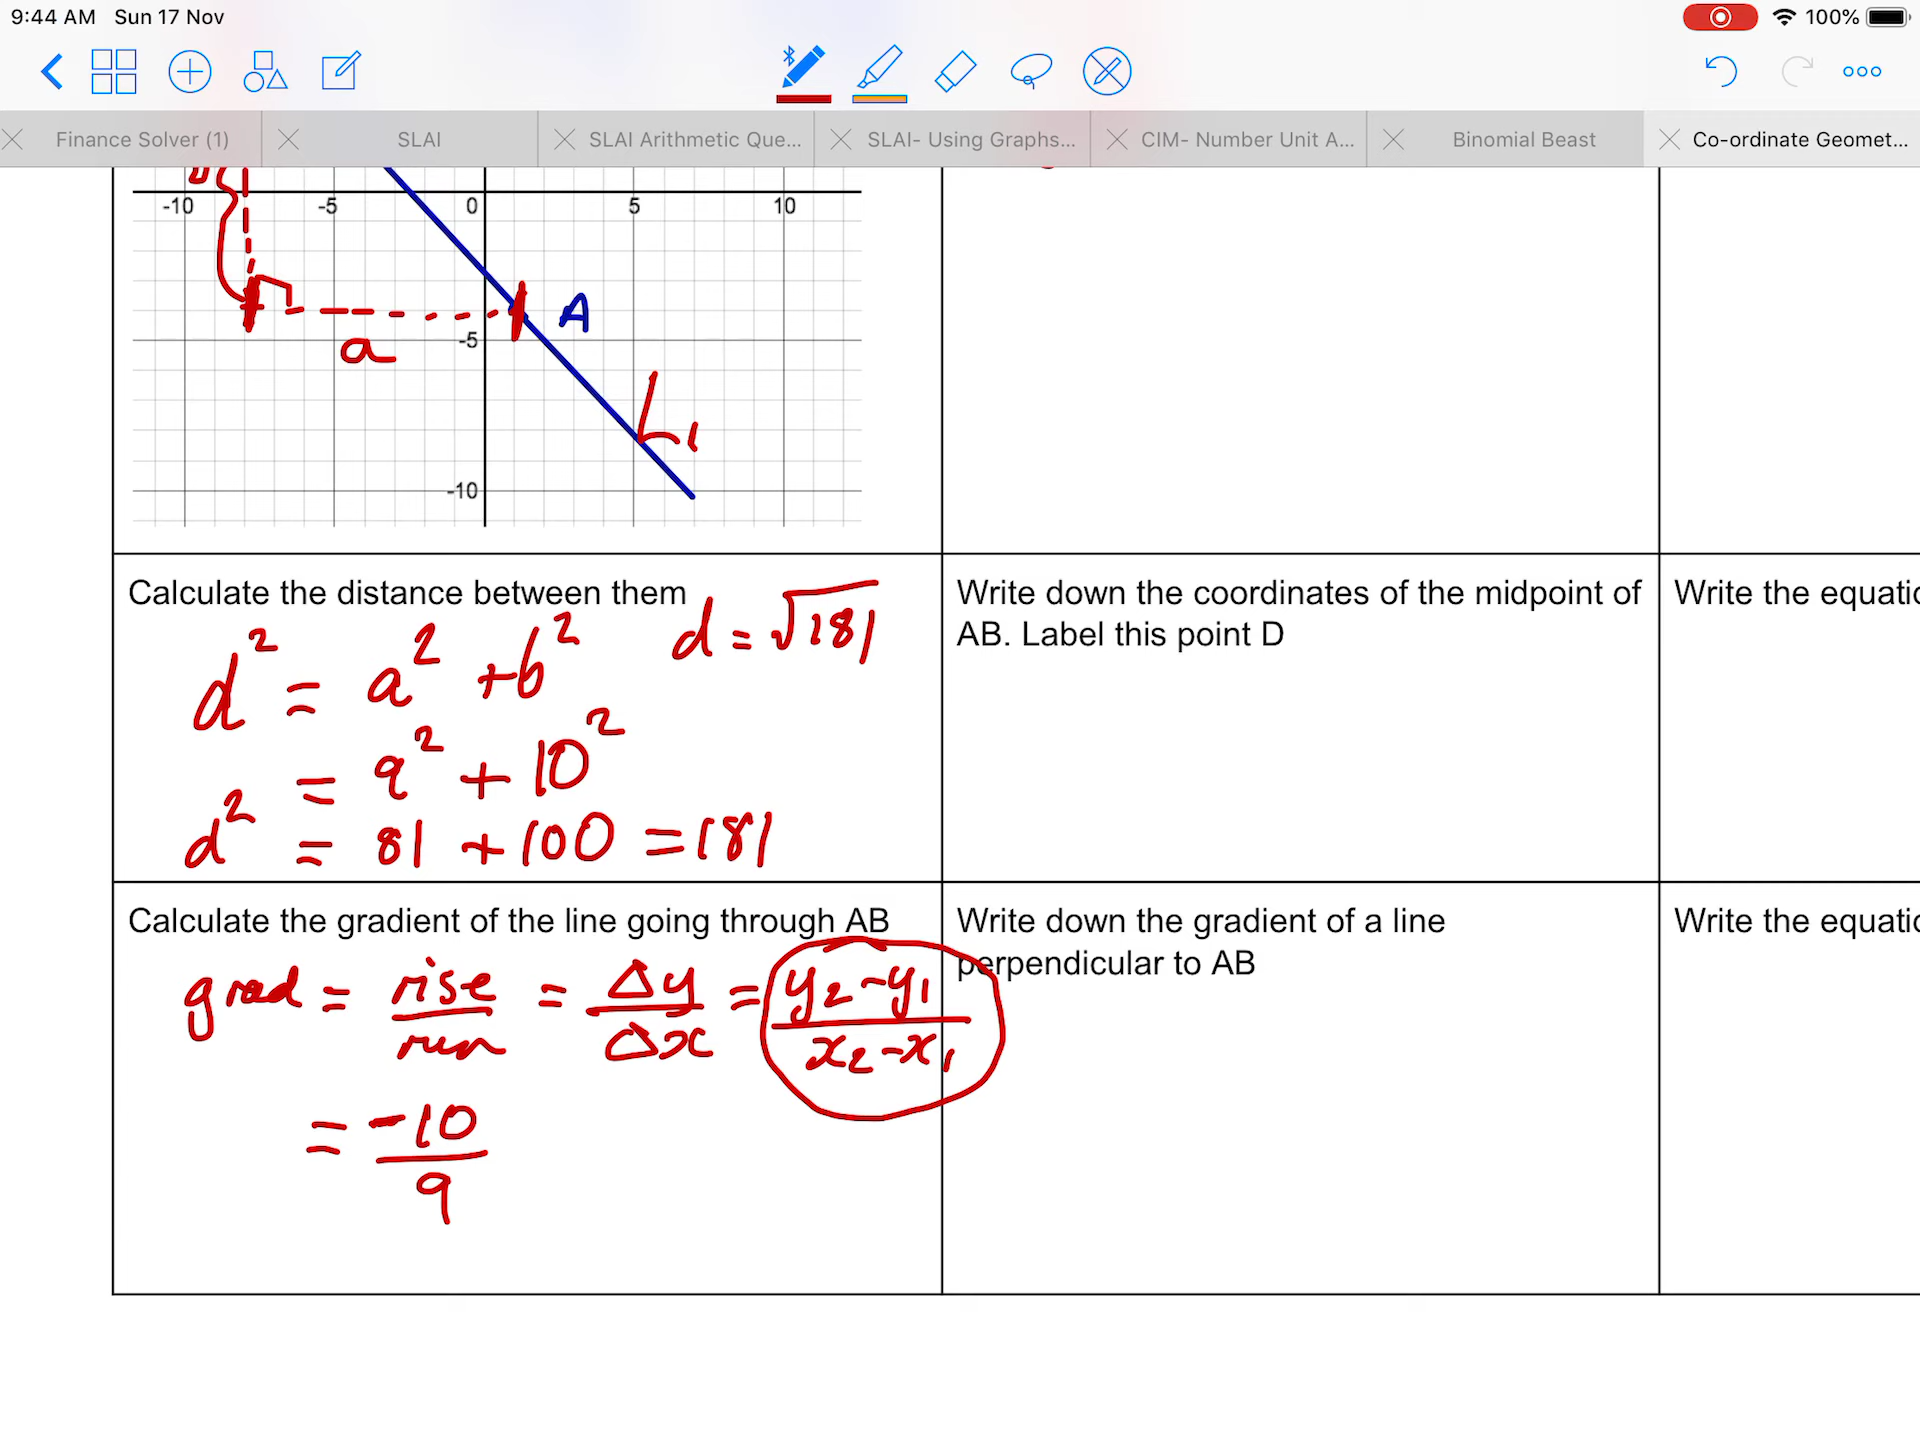 9:44 AM Sun 17 Nov
100%
Finance Solver (1)
SLAI
SLAI Arithmetic Que...
SLAI- Using Graphs...
CIM- Number Unit A...
Binomial Beast
Co-ordinate Geomet...
-10 -5 0 5 10
A
-5
a
L₁
-10
Calculate the distance between them
d = √181
d² = a² + b²
= 9² + 10²
d² = 81 + 100 = 181
Write down the coordinates of the midpoint of
AB. Label this point D
Write the equatio
Calculate the gradient of the line going through AB
grad = rise/run = Δy/Δx = y₂-y₁/x₂-x₁
= -10/9
Write down the gradient of a line
perpendicular to AB
Write the equatio